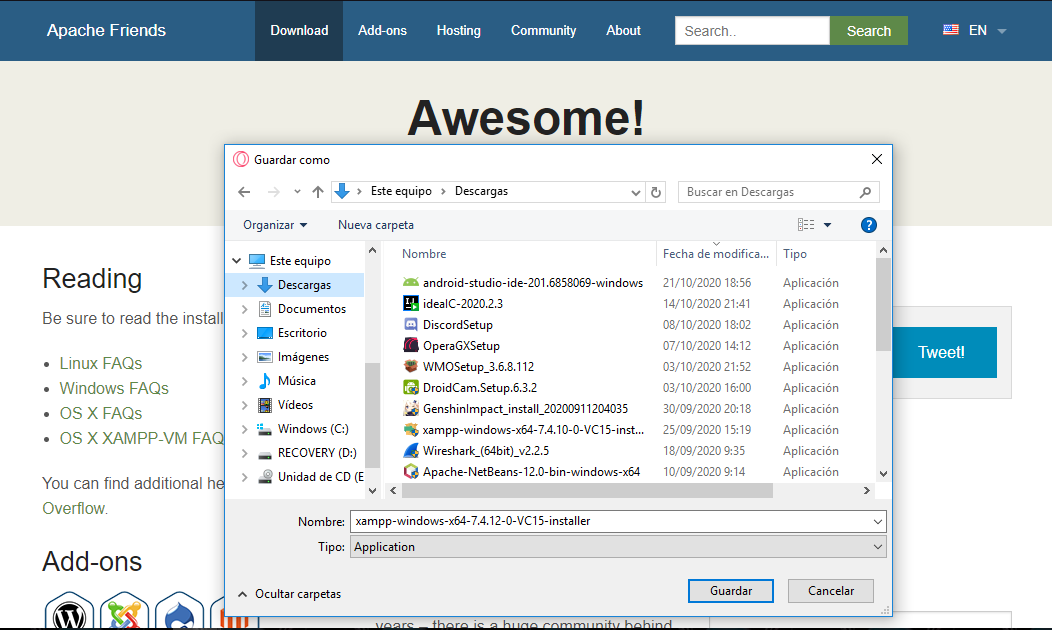 Apache Friends Download Add-ons Hosting Community About Search.. Search EN
Awesome!
Guardar como
Este equipo Descargas Buscar en Descargas
Organizar Nueva carpeta
Este equipo
Descargas
Documentos
Escritorio
Imágenes
Música
Vídeos
Windows (C:)
RECOVERY (D:)
Unidad de CD (E
Nombre Fecha de modifica... Tipo
android-studio-ide-201.6858069-windows 21/10/2020 18:56 Aplicación
ideaIC-2020.2.3 14/10/2020 21:41 Aplicación
DiscordSetup 08/10/2020 18:02 Aplicación
OperaGXSetup 07/10/2020 14:12 Aplicación
WMOSetup_3.6.8.112 03/10/2020 21:52 Aplicación
DroidCam.Setup.6.3.2 03/10/2020 16:00 Aplicación
GenshinImpact_install_20200911204035 30/09/2020 20:18 Aplicación
xampp-windows-x64-7.4.10-0-VC15-inst... 25/09/2020 15:19 Aplicación
Wireshark_(64bit)_v2.2.5 18/09/2020 9:35 Aplicación
Apache-NetBeans-12.0-bin-windows-x64 10/09/2020 9:14 Aplicación
Nombre: xampp-windows-x64-7.4.12-0-VC15-installer
Tipo: Application
Ocultar carpetas Guardar Cancelar
Reading
Be sure to read the install
Linux FAQs
Windows FAQs
OS X FAQs
OS X XAMPP-VM FAQ
You can find additional he
Overflow.
Add-ons
Tweet!
years – there is a huge community behind